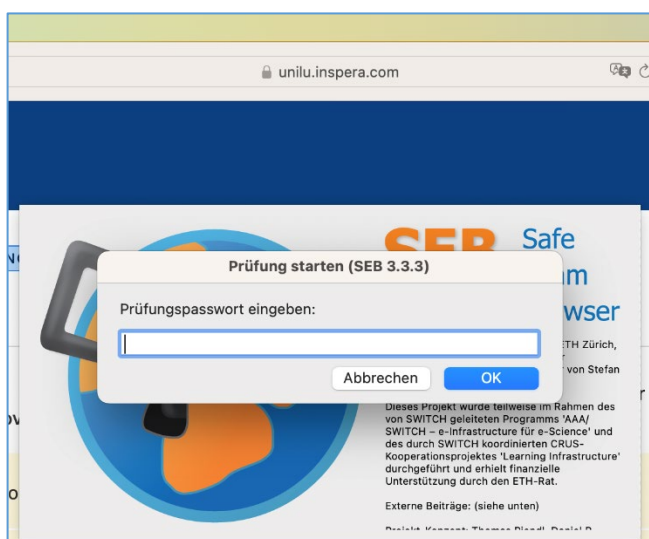 unilu.inspera.com
SEB Safe
Prüfung starten (SEB 3.3.3)
Prüfungspasswort eingeben:
Abbrechen
OK
ETH Zürich,
von Stefan
Dieses Projekt wurde teilweise im Rahmen des
von SWITCH geleiteten Programms 'AAA/
SWITCH – e-Infrastructure für e-Science' und
des durch SWITCH koordinierten CRUS-
Kooperationsprojektes 'Learning Infrastructure'
durchgeführt und erhielt finanzielle
Unterstützung durch den ETH-Rat.
Externe Beiträge: (siehe unten)